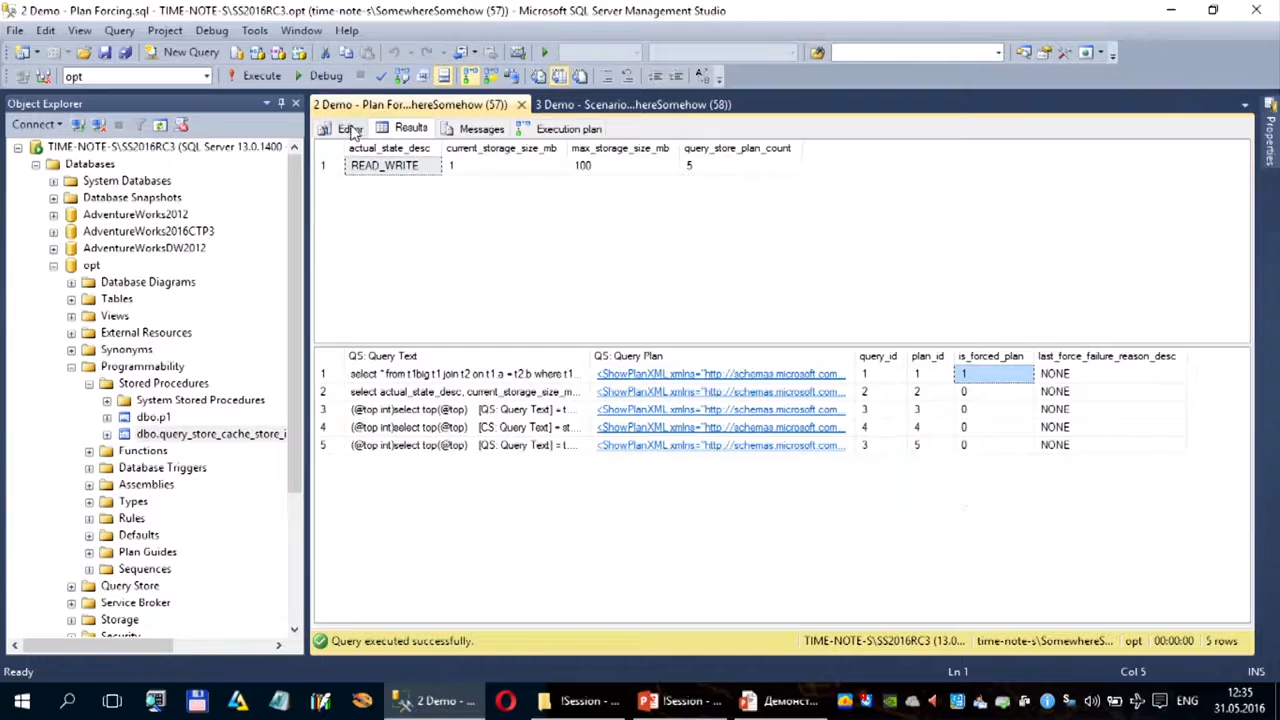 2 Demo - Plan Forcing.sql - TIME-NOTE-S\SS2016RC3.opt (time-note-s\SomewhereSomehow (57)) - Microsoft SQL Server Management Studio
File Edit View Query Project Debug Tools Window Help
New Query
opt Execute Debug
Object Explorer
2 Demo - Plan For...hereSomehow (57)) 3 Demo - Scenario...hereSomehow (58))
Connect
Results Messages Execution plan
TIME-NOTE-S\SS2016RC3 (SQL Server 13.0.1400
Databases
System Databases
Database Snapshots
AdventureWorks2012
AdventureWorks2016CTP3
AdventureWorksDW2012
opt
Database Diagrams
Tables
Views
External Resources
Synonyms
Programmability
Stored Procedures
System Stored Procedures
dbo.p1
dbo.query_store_cache_store_i
Functions
Database Triggers
Assemblies
Types
Rules
Defaults
Plan Guides
Sequences
Query Store
Service Broker
Storage
Security
actual_state_desc current_storage_size_mb max_storage_size_mb query_store_plan_count
1 READ_WRITE 1 100 5
QS: Query Text QS: Query Plan query_id plan_id is_forced_plan last_force_failure_reason_desc
1 select * from t1big t1 join t2 on t1.a = t2.b where t1... <ShowPlanXML xmlns="http://schemas.microsoft.com... 1 1 1 NONE
2 select actual_state_desc, current_storage_size_m... <ShowPlanXML xmlns="http://schemas.microsoft.com... 2 2 0 NONE
3 (@top int)select top(@top) [QS: Query Text] = t.... <ShowPlanXML xmlns="http://schemas.microsoft.com... 3 3 0 NONE
4 (@top int)select top(@top) [CS: Query Text] = st.... <ShowPlanXML xmlns="http://schemas.microsoft.com... 4 4 0 NONE
5 (@top int)select top(@top) [QS: Query Text] = t.... <ShowPlanXML xmlns="http://schemas.microsoft.com... 3 5 0 NONE
Properties
Query executed successfully. TIME-NOTE-S\SS2016RC3 (13.0... time-note-s\SomewhereS... opt 00:00:00 5 rows
Ready Ln 1 Col 5 INS
2 Demo - ... !Session - ... !Session - ... Демонст... ENG
12:35
31.05.2016